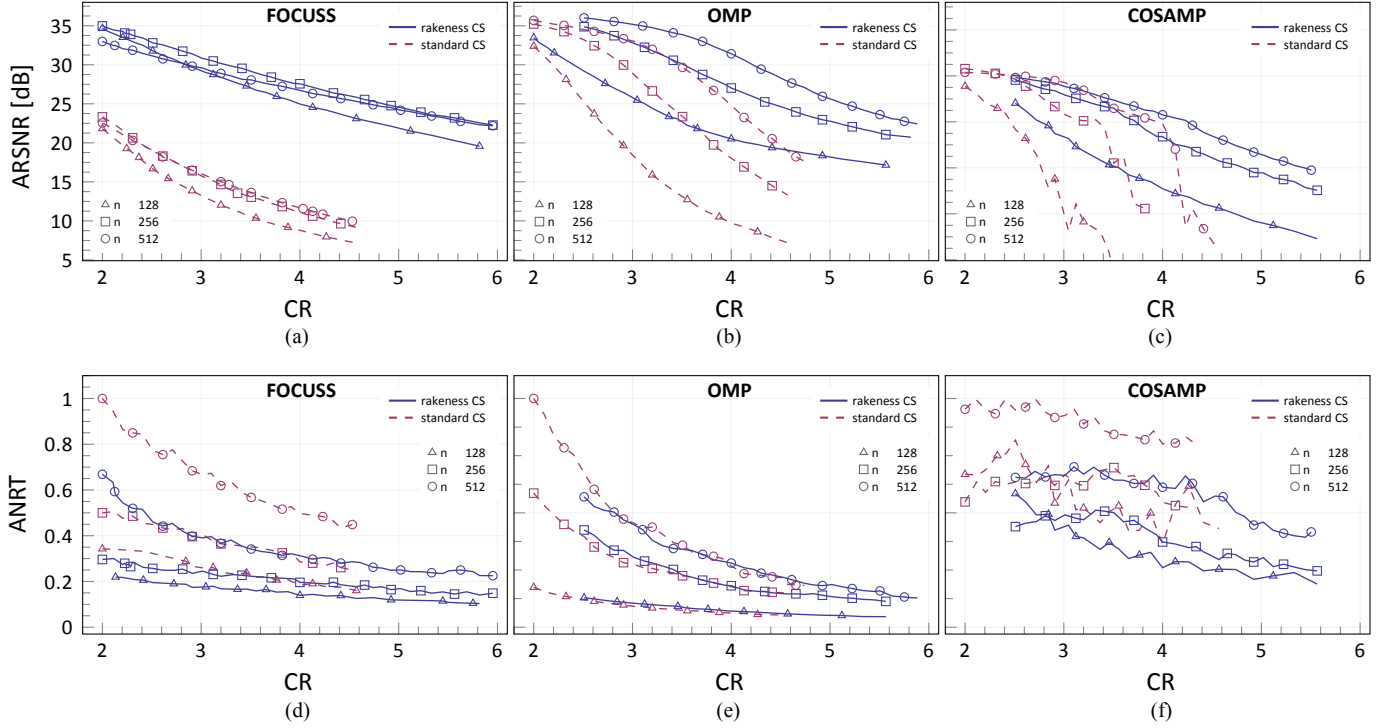 FOCUSS
OMP
COSAMP
ARSNR [dB]
35
30
25
20
15
10
5
rakeness CS
standard CS
rakeness CS
standard CS
rakeness CS
standard CS
n 128
n 256
n 512
n 128
n 256
n 512
n 128
n 256
n 512
2 3 4 5 6
2 3 4 5 6
2 3 4 5 6
CR
CR
CR
(a)
(b)
(c)
FOCUSS
OMP
COSAMP
ANRT
1
0.8
0.6
0.4
0.2
0
rakeness CS
standard CS
rakeness CS
standard CS
rakeness CS
standard CS
n 128
n 256
n 512
n 128
n 256
n 512
n 128
n 256
n 512
2 3 4 5 6
2 3 4 5 6
2 3 4 5 6
CR
CR
CR
(d)
(e)
(f)